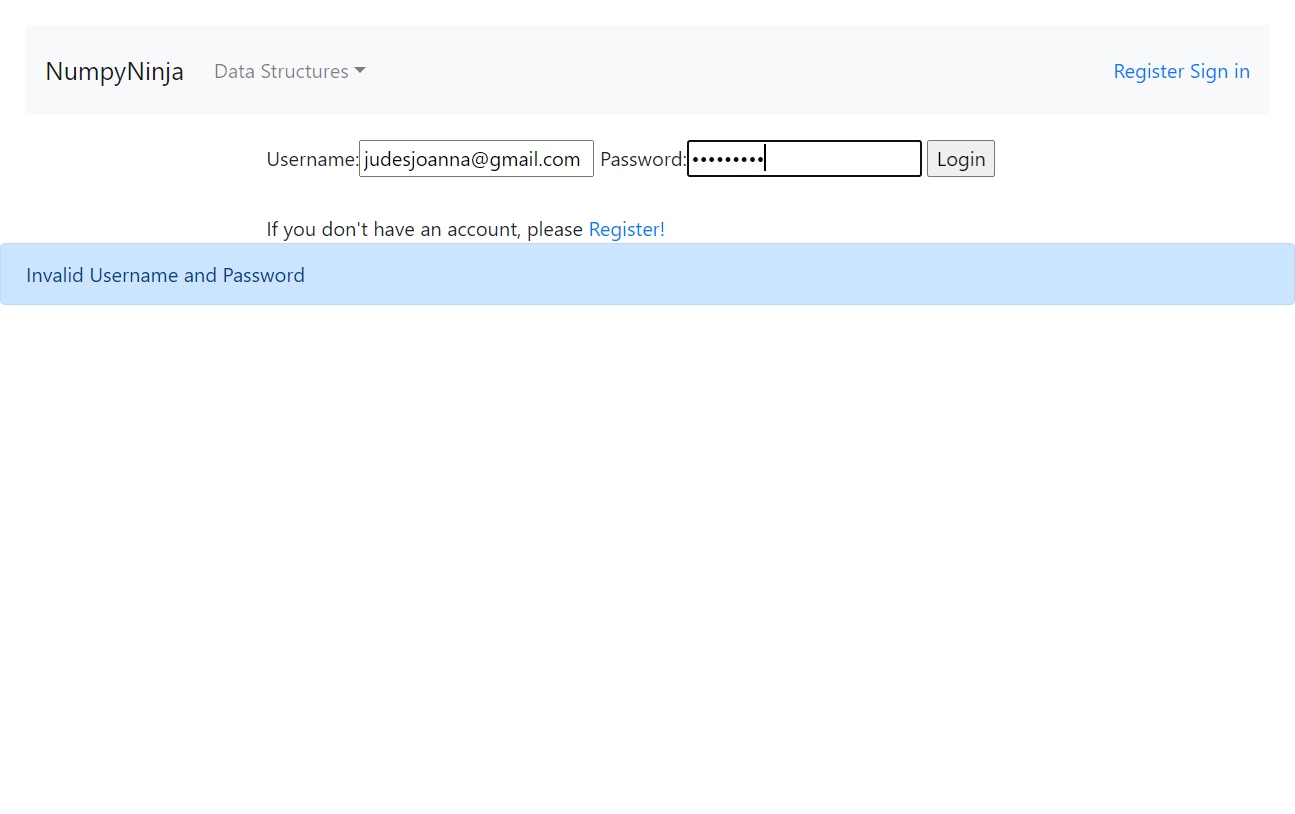 NumpyNinja Data Structures Register Sign in
Username: judesjoanna@gmail.com Password: ••••••••• Login
If you don't have an account, please Register!
Invalid Username and Password